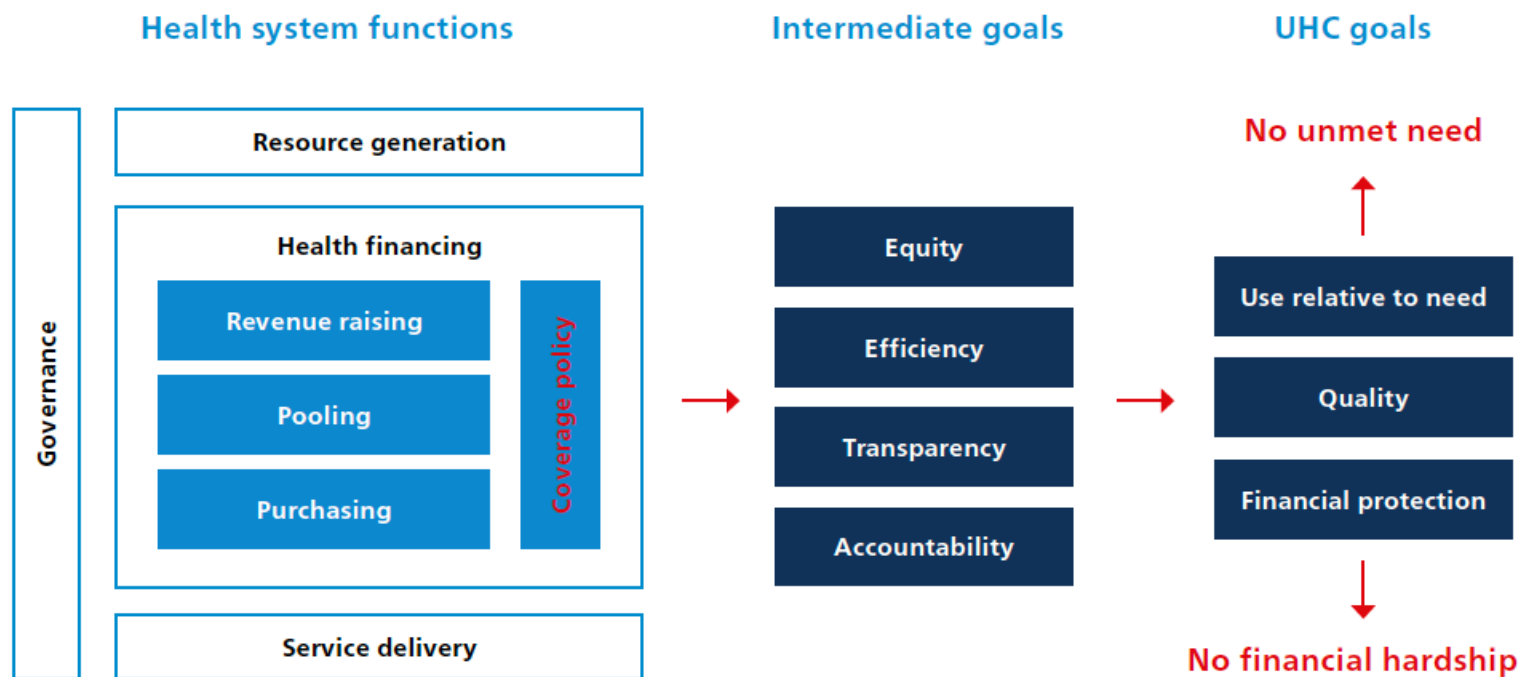 Health system functions
Intermediate goals
UHC goals
Governance
Resource generation
Health financing
Revenue raising
Pooling
Purchasing
Coverage policy
Service delivery
Equity
Efficiency
Transparency
Accountability
No unmet need
Use relative to need
Quality
Financial protection
No financial hardship